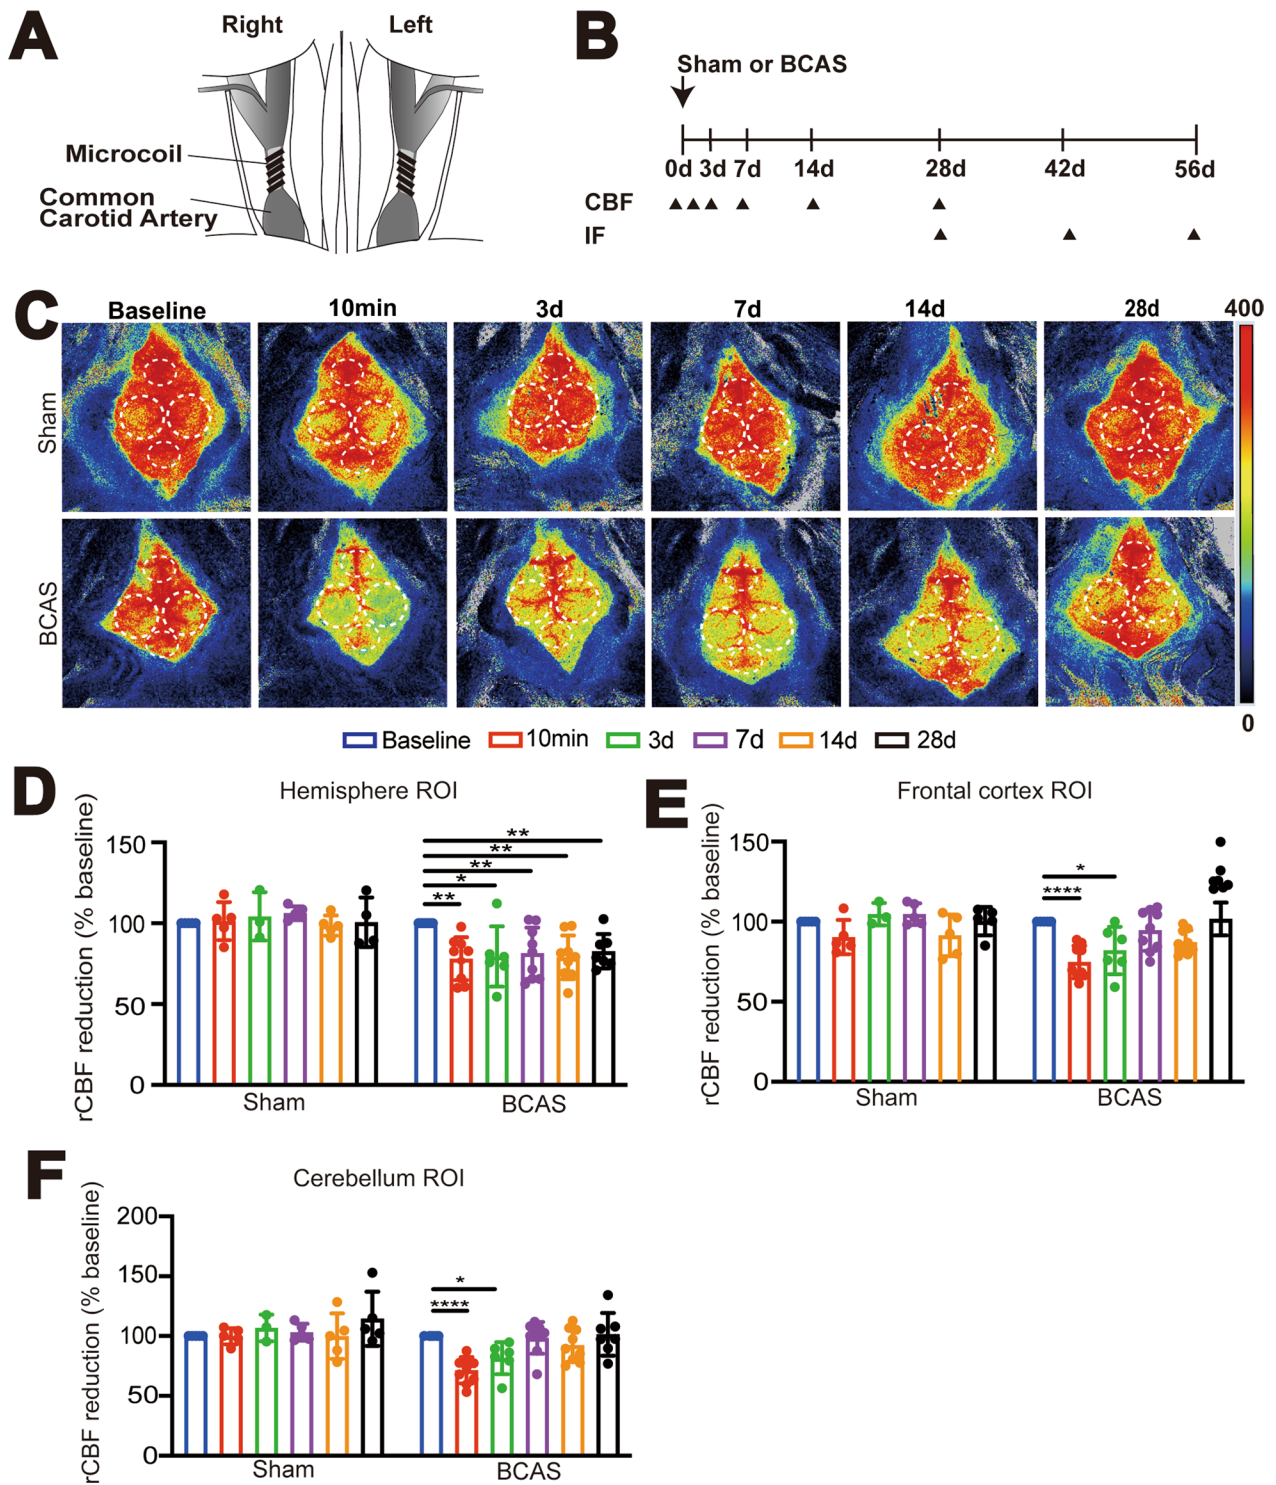 A
Right
Left
Microcoil
Common
Carotid Artery
B
Sham or BCAS
0d 3d 7d 14d 28d 42d 56d
CBF
IF
C
Baseline 10min 3d 7d 14d 28d 400
Sham
BCAS
0
Baseline 10min 3d 7d 14d 28d
D
Hemisphere ROI
rCBF reduction (% baseline)
150
100
50
0
**
**
**
*
**
Sham BCAS
E
Frontal cortex ROI
rCBF reduction (% baseline)
150
100
50
0
*
****
Sham BCAS
F
Cerebellum ROI
rCBF reduction (% baseline)
200
150
100
50
0
*
****
Sham BCAS